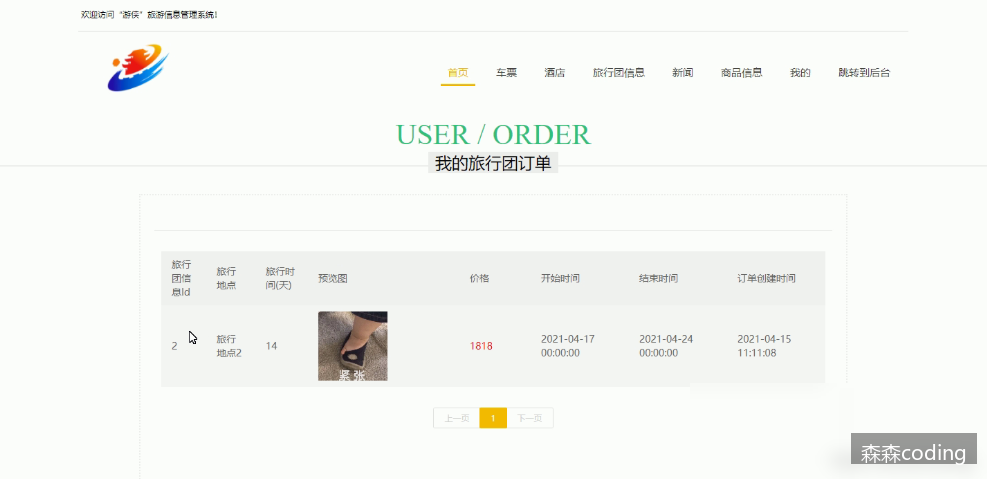 欢迎访问“游侠”旅游信息管理系统！
首页 车票 酒店 旅行团信息 新闻 商品信息 我的 跳转到后台
USER / ORDER
我的旅行团订单
旅行团信息Id 旅行地点 旅行时间(天) 预览图 价格 开始时间 结束时间 订单创建时间
2 旅行地点2 14 紧张 1818 2021-04-17 00:00:00 2021-04-24 00:00:00 2021-04-15 11:11:08
上一页 1 下一页
森森coding